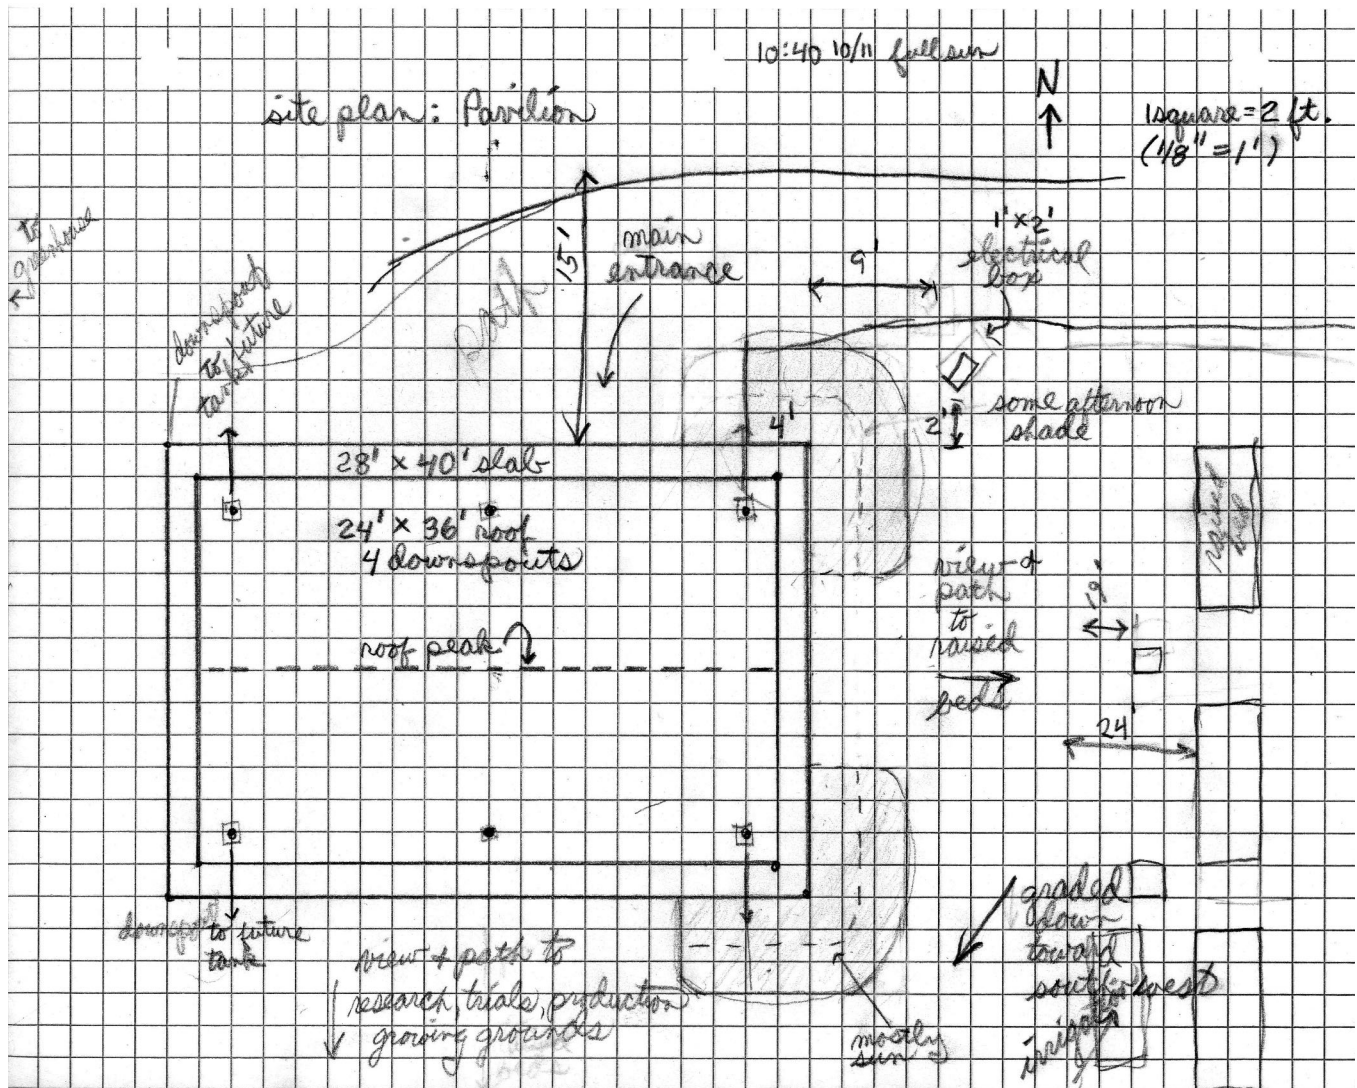 10:40 10/11 full sun
N
site plan: Pavilion
1 square = 2 ft.
(1/8" = 1')
to
greenhouse
15'
main
entrance
path
9'
1' x 2'
electrical
box
downspout
to future
tank
4'
2'
some afternoon
shade
28' x 40' slab
24' x 36' roof
4 downspouts
raised
bed
view &
path
to
raised
beds
19'
roof peak
24'
downspout to future
tank
view & path to
research, trials, production
growing grounds
mostly
sun
graded
down
toward
southwest